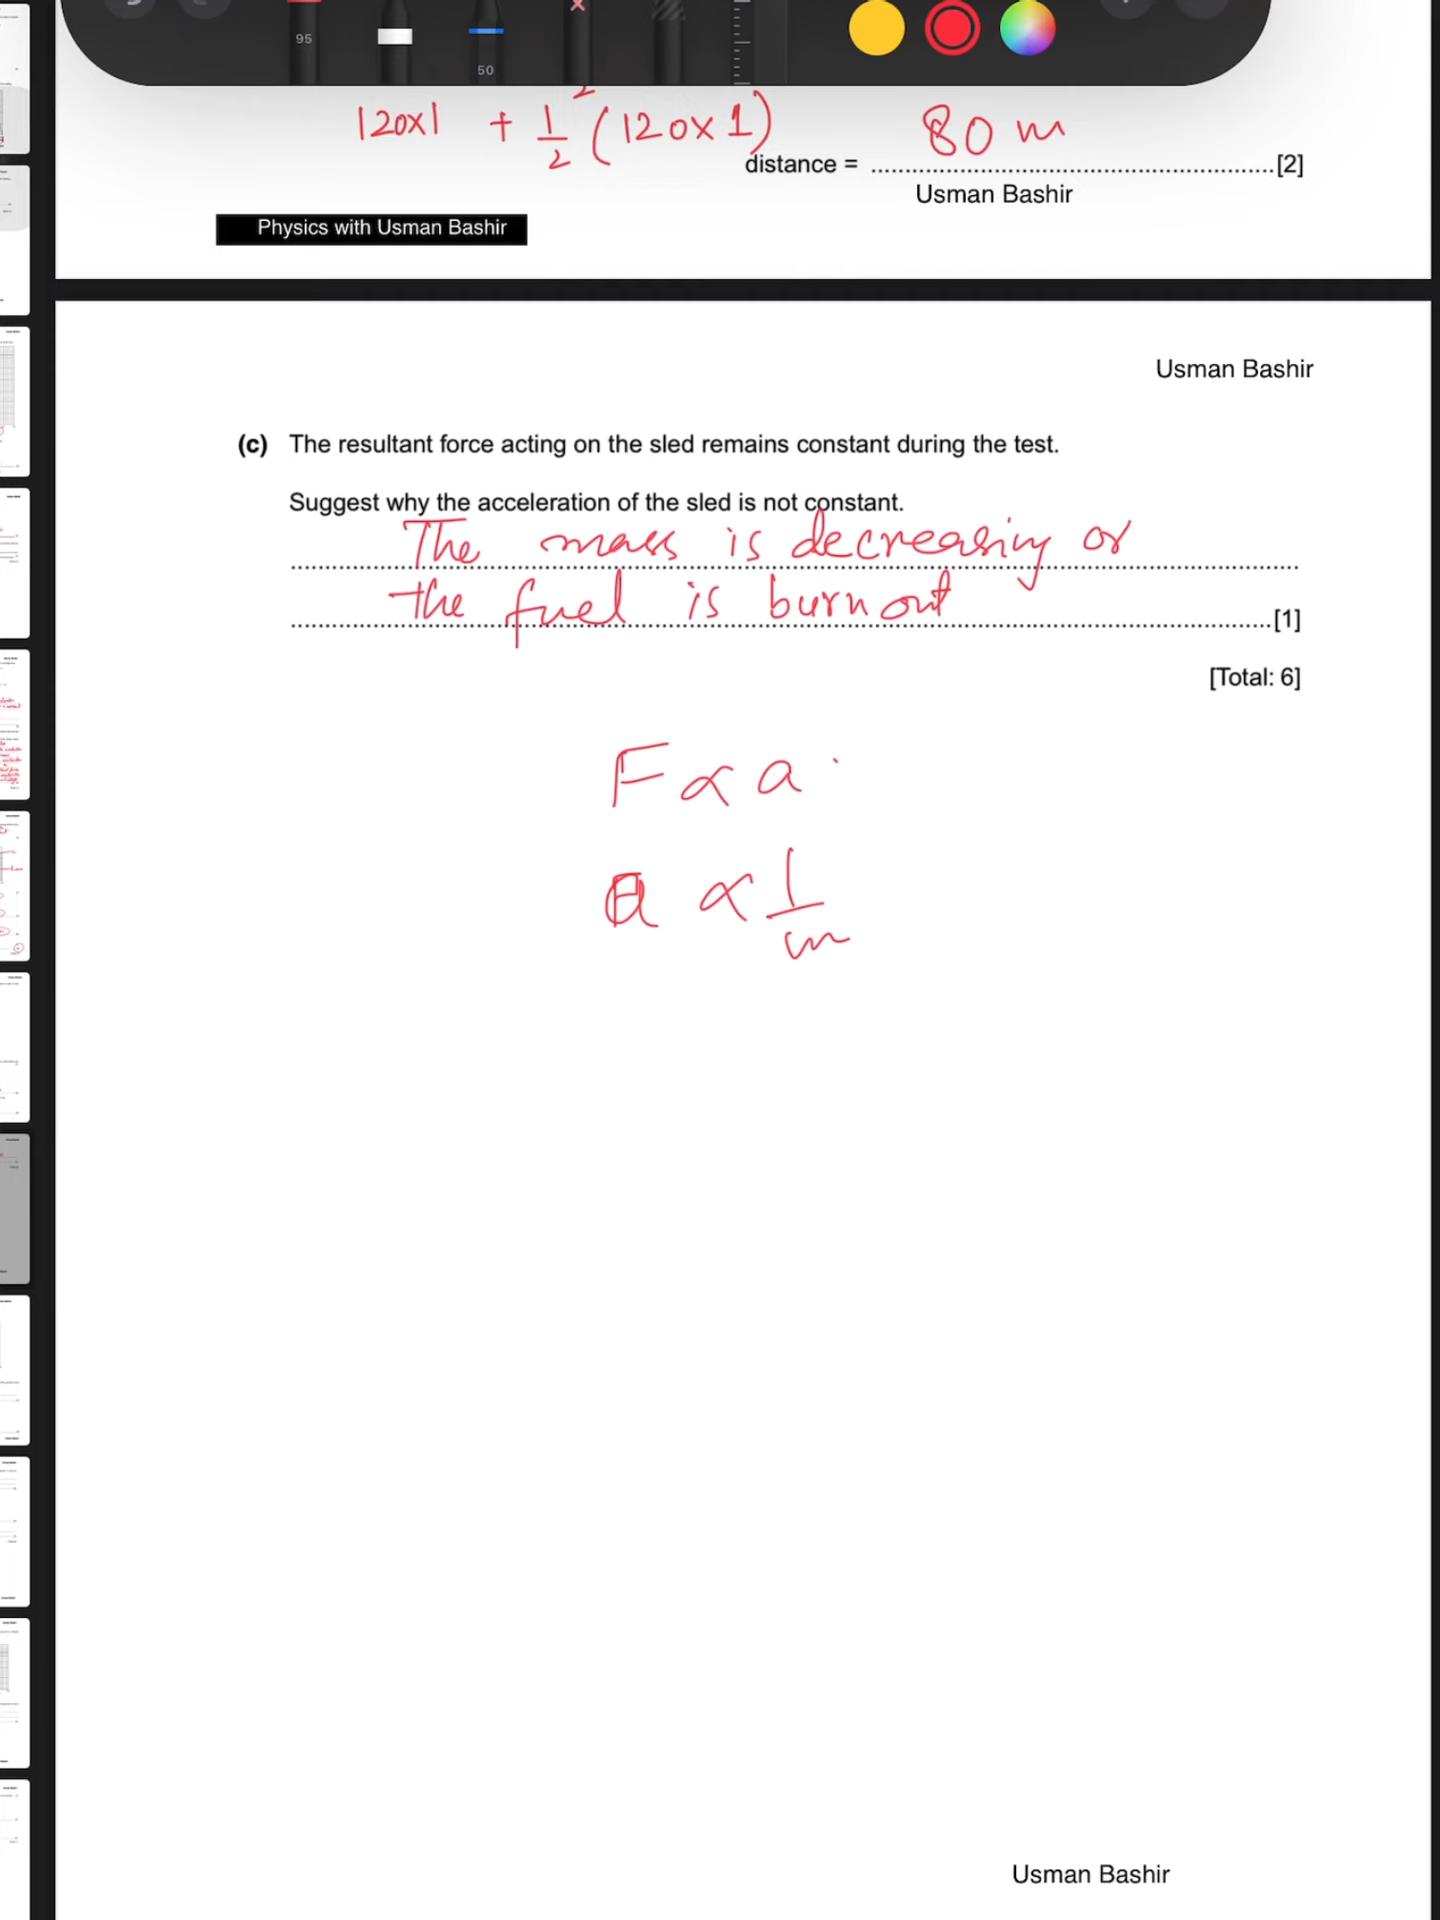 95
50
120x1 + 1/2 (120x1) 80 m
distance = ........................................................[2]
Usman Bashir
Physics with Usman Bashir
Usman Bashir
(c) The resultant force acting on the sled remains constant during the test.
Suggest why the acceleration of the sled is not constant.
The mass is decreasing or
the fuel is burn out
[1]
[Total: 6]
F ∝ a
a ∝ 1/m
Usman Bashir